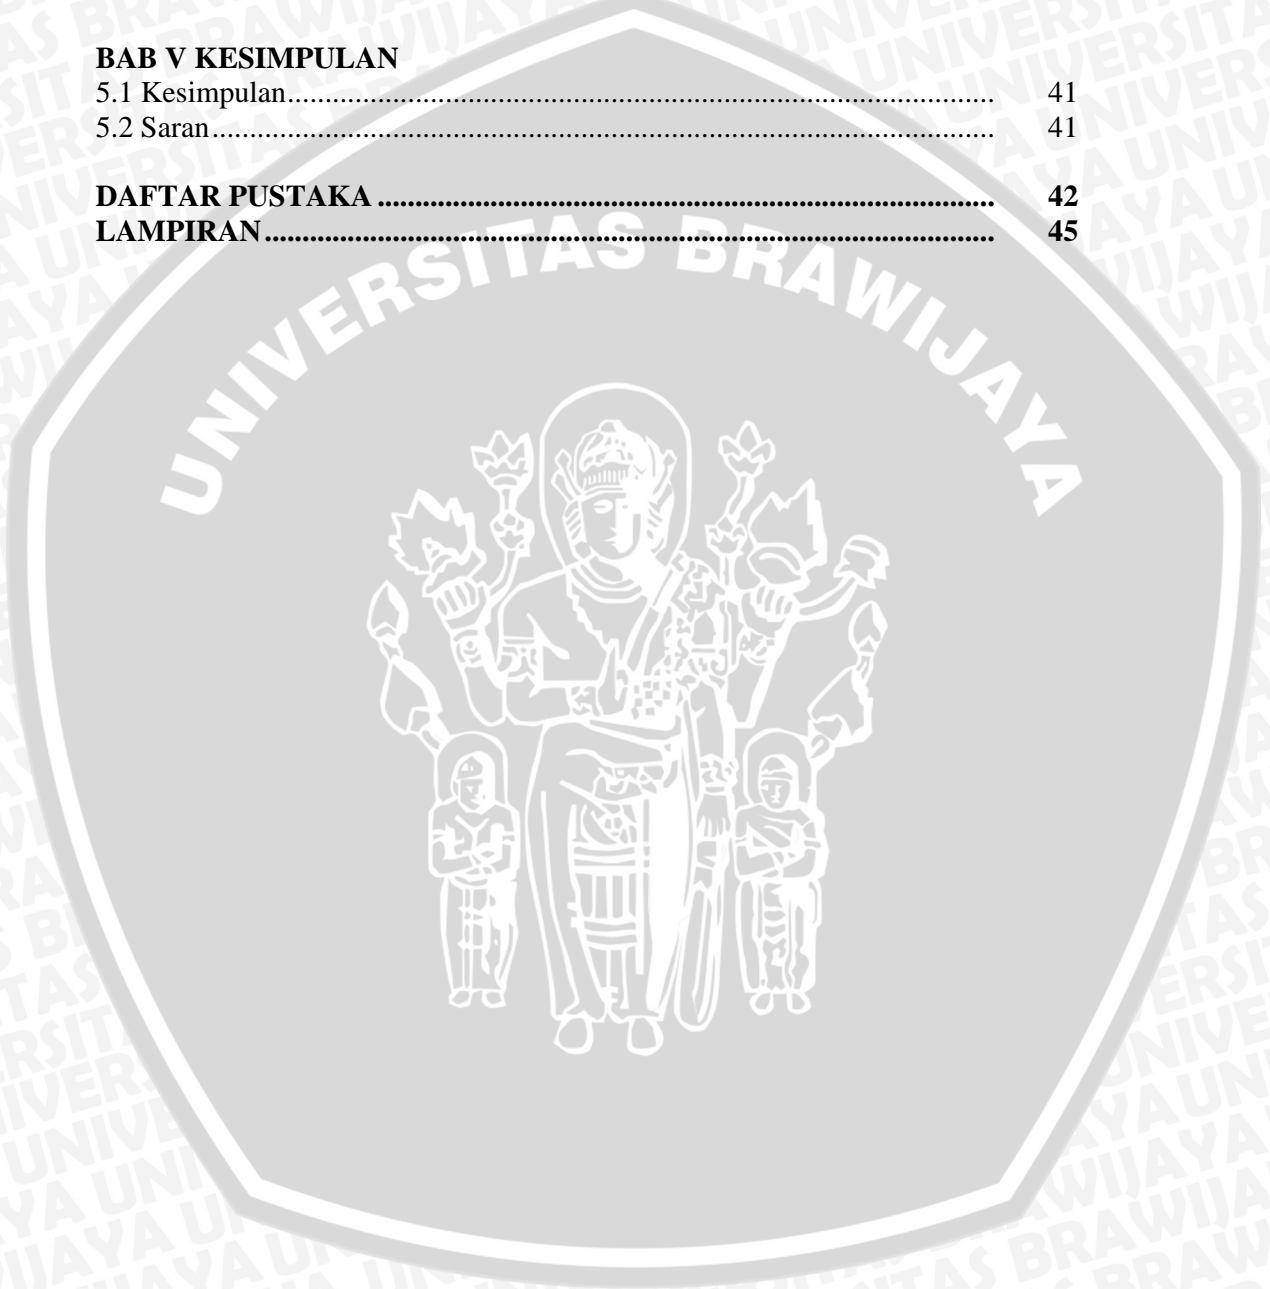 BAB V KESIMPULAN
5.1 Kesimpulan.............................................................................................. 41
5.2 Saran........................................................................................................ 41
DAFTAR PUSTAKA .................................................................................. 42
LAMPIRAN................................................................................................. 45
UNIVERSITAS BRAWIJAYA